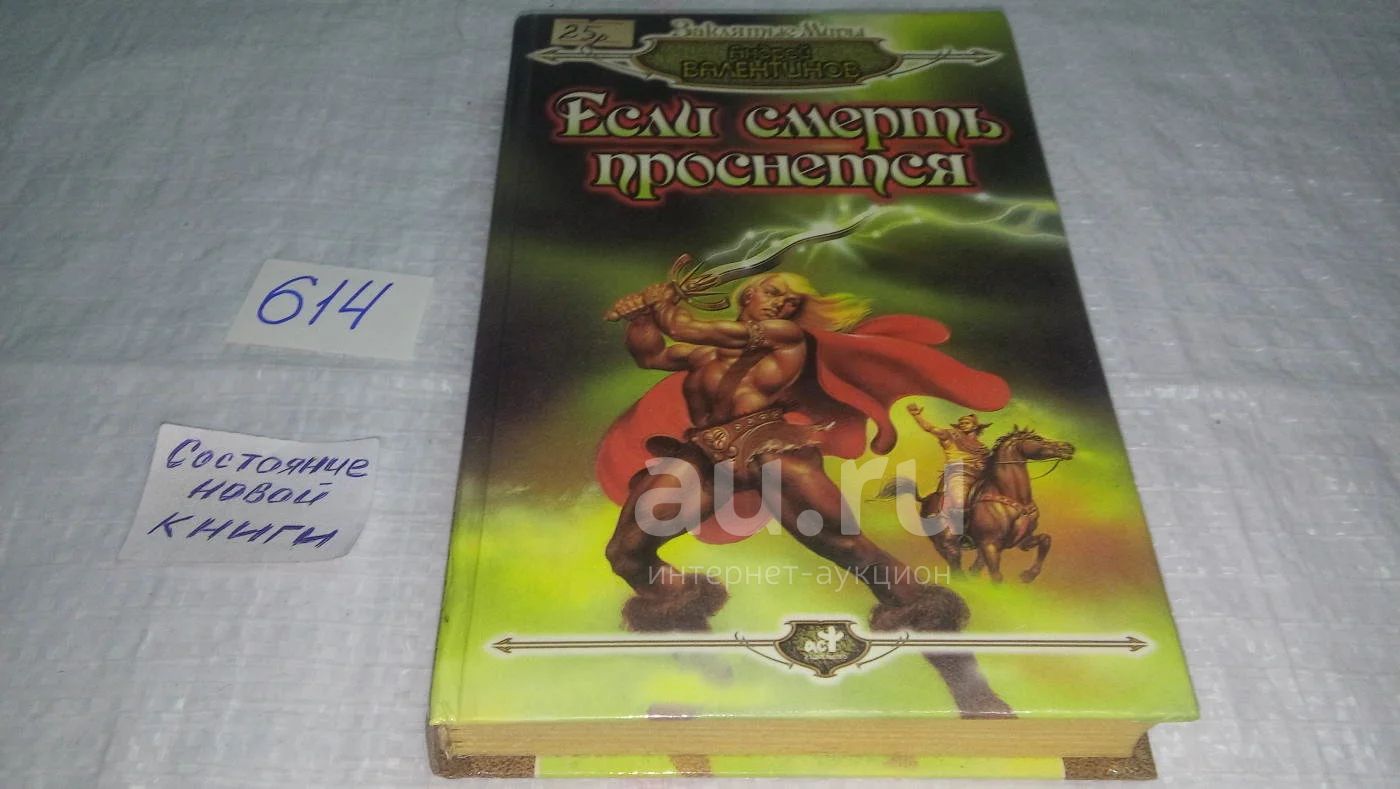 25р
Заклятые Миры
Андрей
ВАЛЕНТИНОВ
Если смерть
проснется
614
Состояние
новой
книги
au.ru
интернет-аукцион
аст